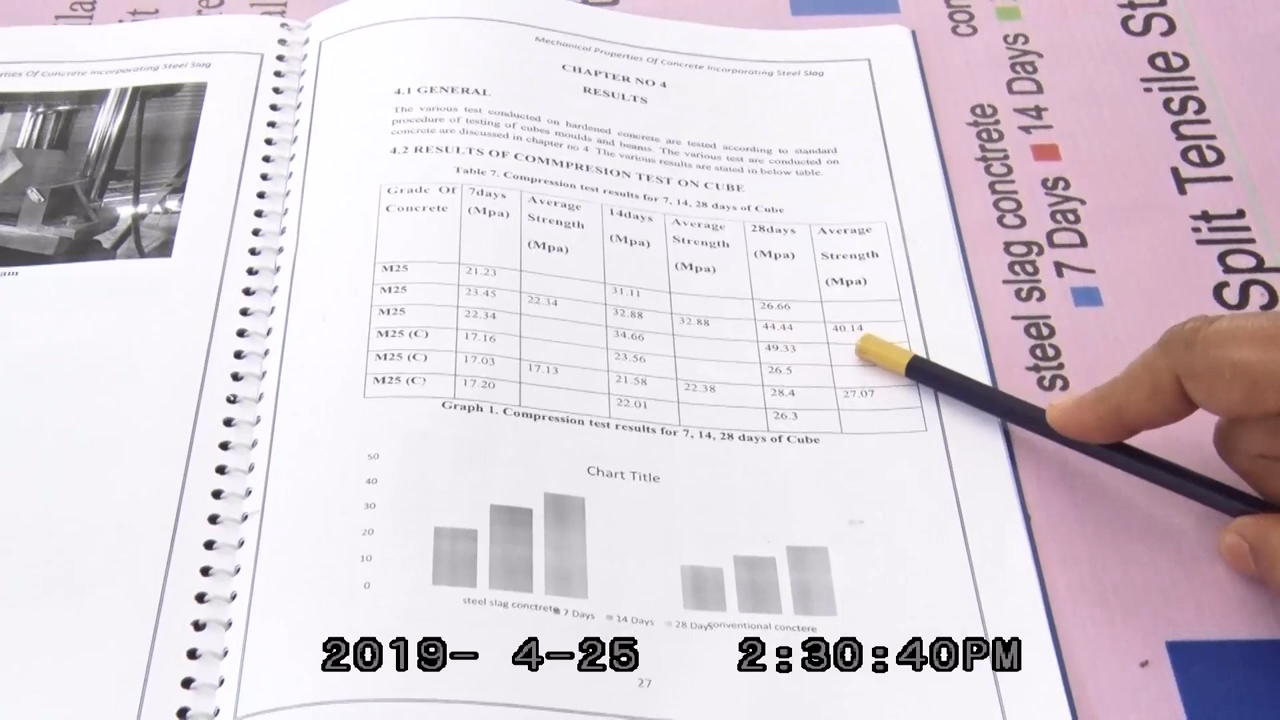 rties Of Concrete Incorporating Steel Slag
am
Mechanical Properties Of Concrete Incorporating Steel Slag
CHAPTER NO 4
RESULTS
4.1 GENERAL
The various test conducted on hardened concrete are tested according to standard
procedure of testing of cubes moulds and beams. The various test are conducted on
concrete are discussed in chapter no 4 The various results are stated in below table.
4.2 RESULTS OF COMMPRESION TEST ON CUBE
Table 7. Compression test results for 7, 14, 28 days of Cube
Grade Of Concrete 7days (Mpa) Average Strength (Mpa) 14days (Mpa) Average Strength (Mpa) 28days (Mpa) Average Strength (Mpa)
M25 21.23 31.11 26.66
M25 23.45 22.34 32.88 32.88 44.44 40.14
M25 22.34 34.66 49.33
M25 (C) 17.16 23.56 26.5
M25 (C) 17.03 17.13 21.58 22.38 28.4 27.07
M25 (C) 17.20 22.01 26.3
Graph 1. Compression test results for 7, 14, 28 days of Cube
Chart Title
50
40
30
20
10
0
steel slag conctrete conventional conctere
7 Days 14 Days 28 Days
27
2019- 4-25 2:30:40PM
steel slag conctrete con
7 Days 14 Days
Split Tensile St